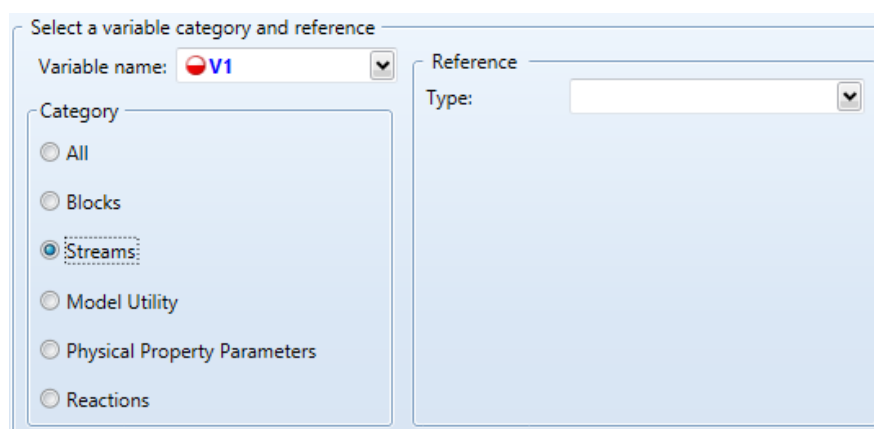 Select a variable category and reference
Variable name: V1
Reference
Type:
Category
All
Blocks
Streams
Model Utility
Physical Property Parameters
Reactions